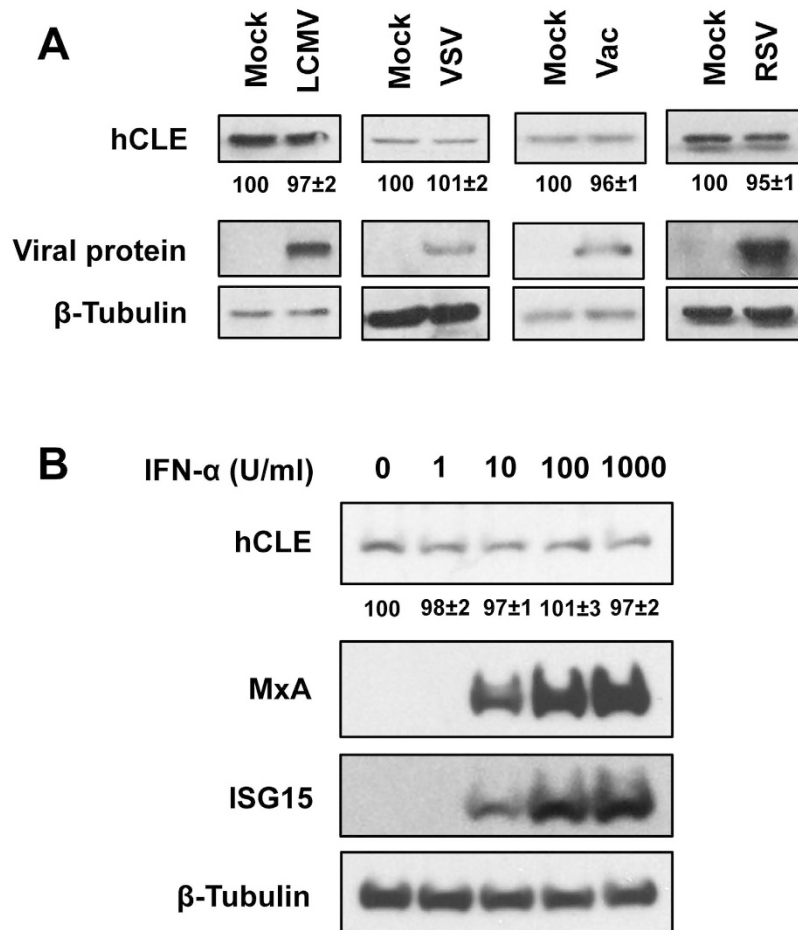 A
Mock LCMV Mock VSV Mock Vac Mock RSV
hCLE
100 97±2 100 101±2 100 96±1 100 95±1
Viral protein
β-Tubulin
B
IFN-α (U/ml) 0 1 10 100 1000
hCLE
100 98±2 97±1 101±3 97±2
MxA
ISG15
β-Tubulin